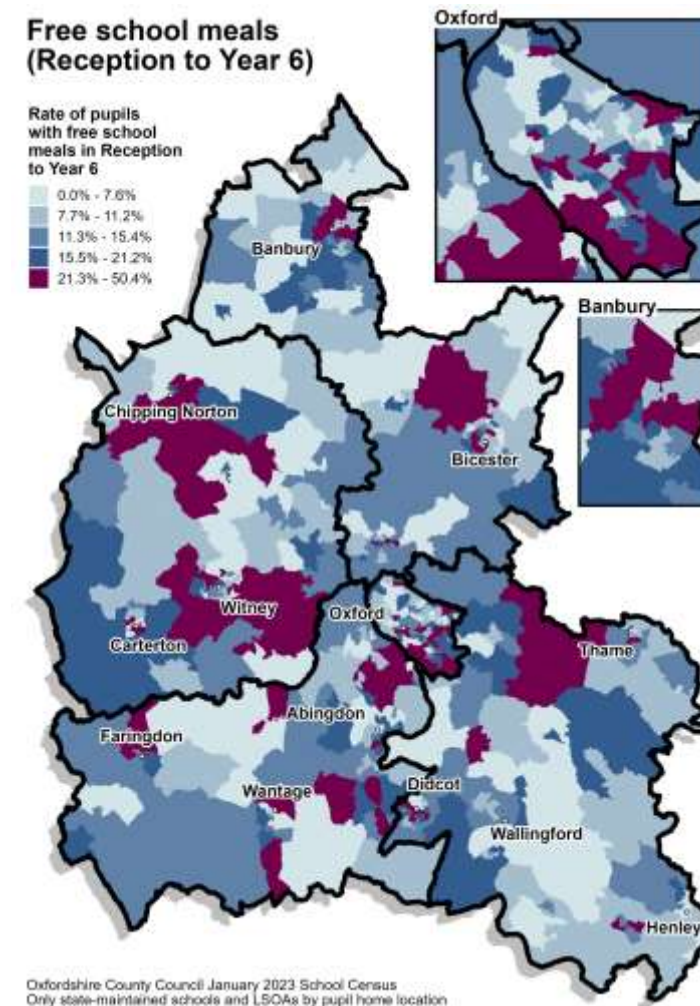 Free school meals
(Reception to Year 6)
Rate of pupils
with free school
meals in Reception
to Year 6
0.0% - 7.6%
7.7% - 11.2%
11.3% - 15.4%
15.5% - 21.2%
21.3% - 50.4%
Oxford
Banbury
Banbury
Chipping Norton
Bicester
Witney
Oxford
Carterton
Thame
Abingdon
Faringdon
Wantage
Didcot
Wallingford
Henley
Oxfordshire County Council January 2023 School Census
Only state-maintained schools and LSOAs by pupil home location